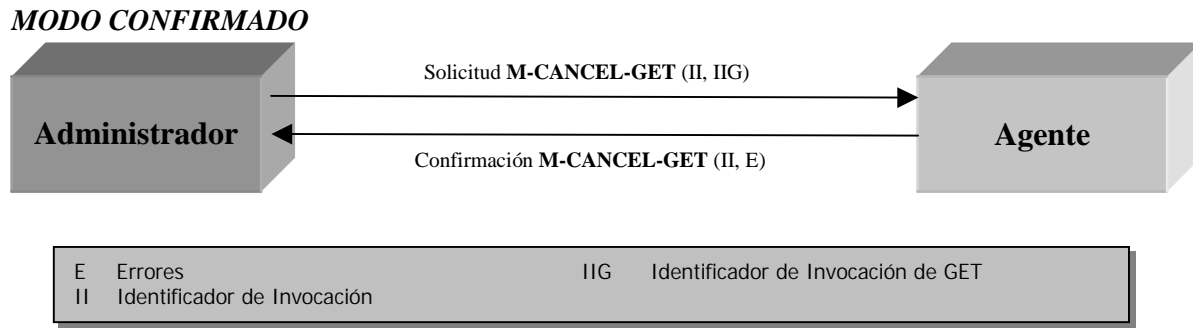 MODO CONFIRMADO
Solicitud M-CANCEL-GET (II, IIG)
Administrador
Agente
Confirmación M-CANCEL-GET (II, E)
E Errores IIG Identificador de Invocación de GET
II Identificador de Invocación